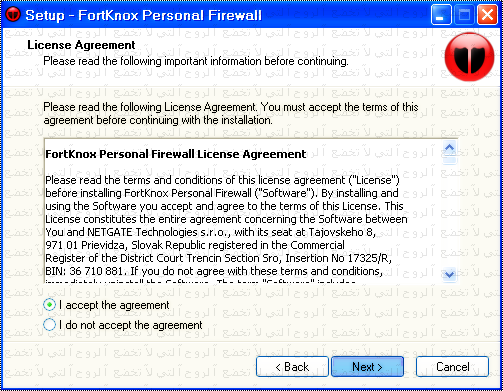 Setup - FortKnox Personal Firewall
License Agreement
Please read the following important information before continuing.
Please read the following License Agreement. You must accept the terms of this
agreement before continuing with the installation.
FortKnox Personal Firewall License Agreement
Please read the terms and conditions of this license agreement ("License")
before installing FortKnox Personal Firewall ("Software"). By installing and
using the Software you accept and agree to the terms of this License. This
License constitutes the entire agreement concerning the Software between
You and NETGATE Technologies s.r.o., with its seat at Tajovskeho 8,
971 01 Prievidza, Slovak Republic registered in the Commercial
Register of the District Court Trencin Section Sro, Insertion No 17325/R,
BIN: 36 710 881. If you do not agree with these terms and conditions,
immediately uninstall the Software. The term "Software" includes
I accept the agreement
I do not accept the agreement
< Back
Next >
Cancel